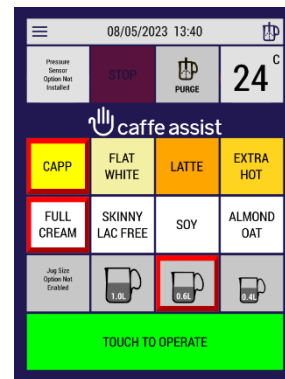 08/05/2023 13:40
Pressure
Sensor
Option Not
Installed
STOP
PURGE
24 c
caffe assist
CAPP
FLAT
WHITE
LATTE
EXTRA
HOT
FULL
CREAM
SKINNY
LAC FREE
SOY
ALMOND
OAT
Jug Size
Option Not
Enabled
1.0L
0.6L
0.4L
TOUCH TO OPERATE